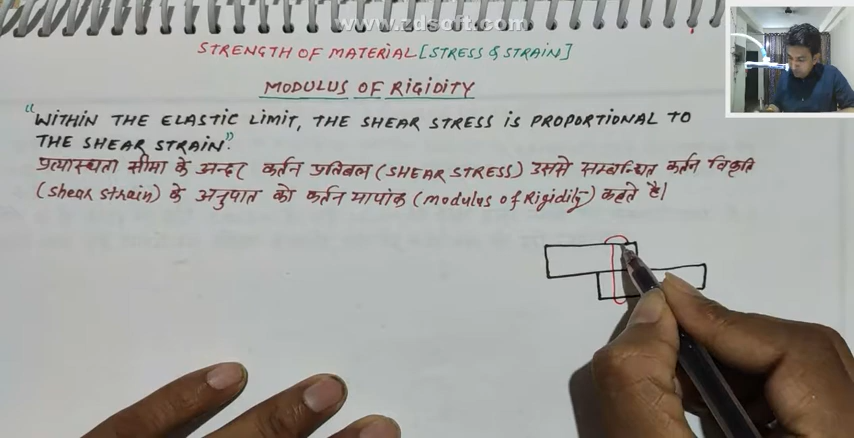 www.zdsoft.com
STRENGTH OF MATERIAL [STRESS & STRAIN]
MODULUS OF RIGIDITY
"WITHIN THE ELASTIC LIMIT, THE SHEAR STRESS IS PROPORTIONAL TO
THE SHEAR STRAIN".
प्रत्यास्थता सीमा के अन्दर कर्तन प्रतिबल (SHEAR STRESS) उससे सम्बन्धित कर्तन विकृति
(Shear strain) के अनुपात को कर्तन मापांक (Modulus of Rigidity) कहते है।